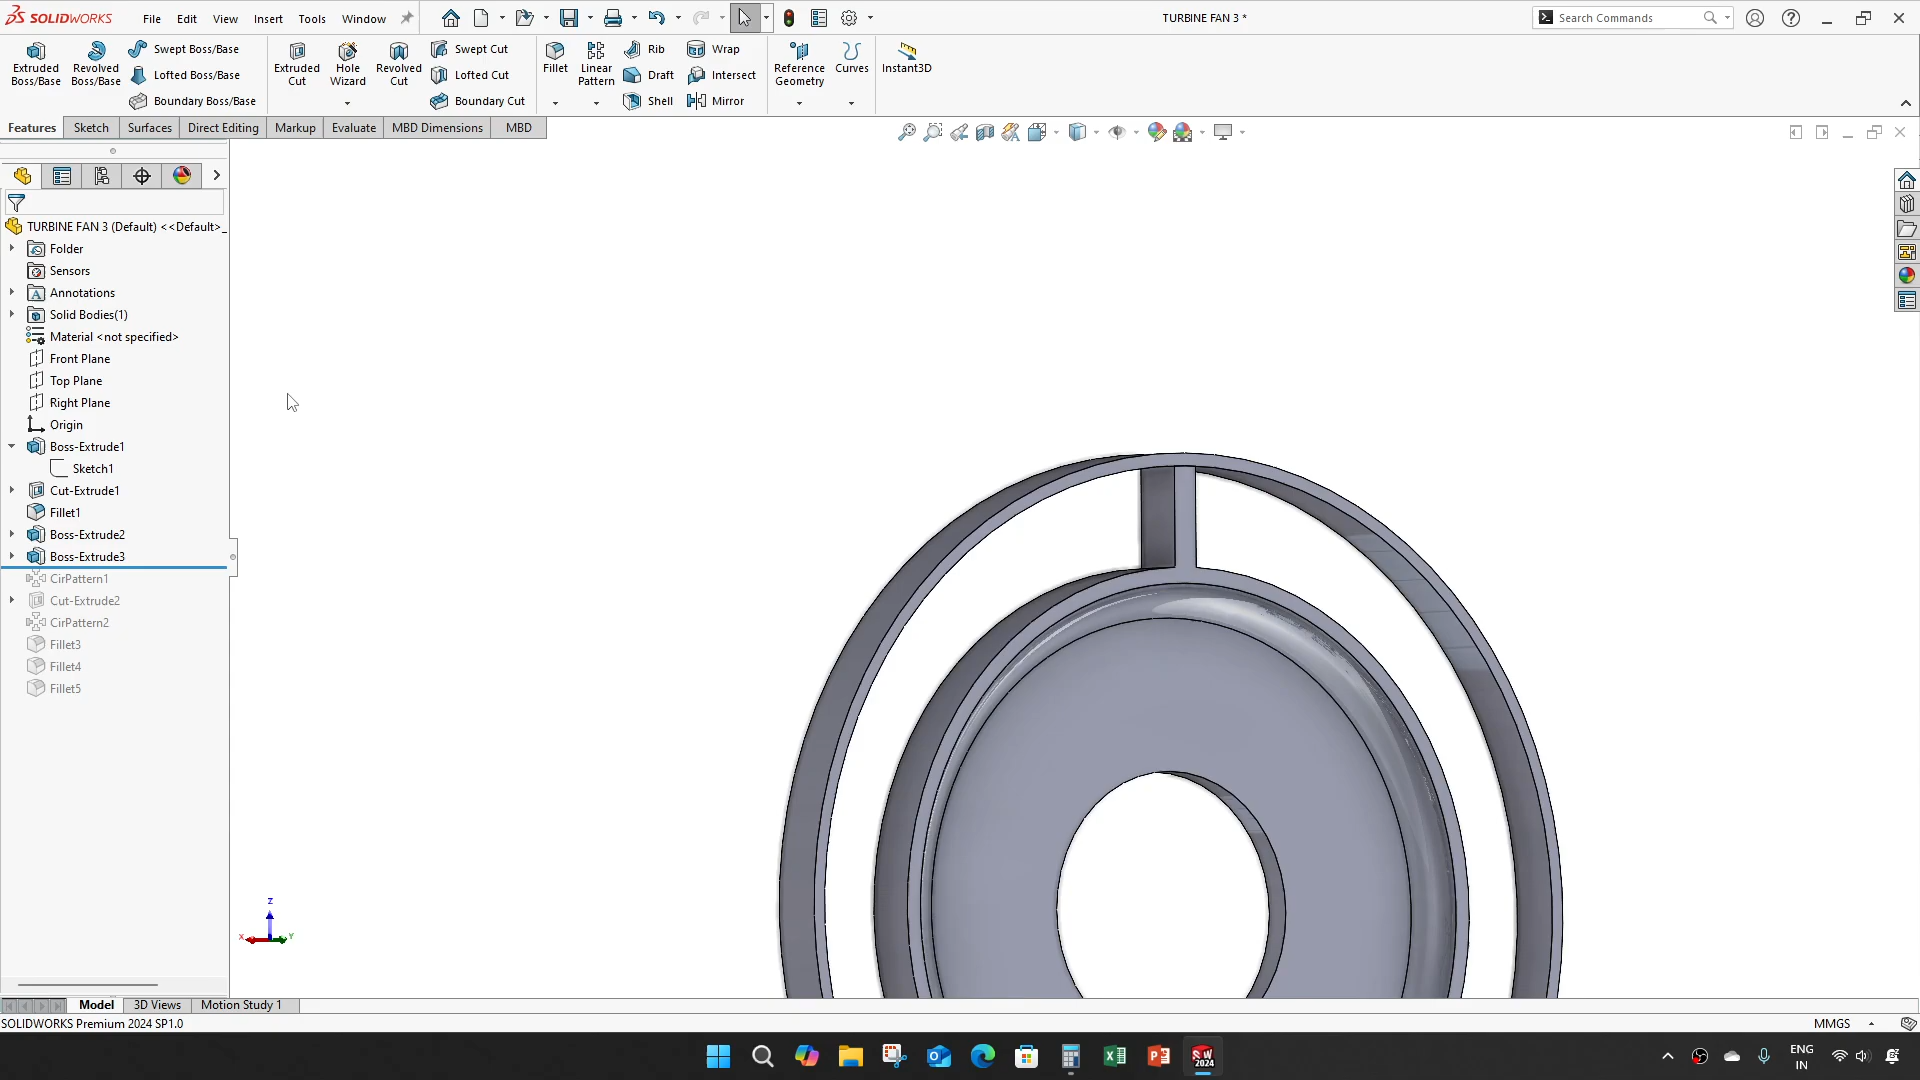 SOLIDWORKS File Edit View Insert Tools Window TURBINE FAN 3 * Search Commands
Extruded Boss/Base
Revolved Boss/Base
Swept Boss/Base
Lofted Boss/Base
Boundary Boss/Base
Extruded Cut
Hole Wizard
Revolved Cut
Swept Cut
Lofted Cut
Boundary Cut
Fillet
Linear Pattern
Rib
Draft
Shell
Wrap
Intersect
Mirror
Reference Geometry
Curves
Instant3D
Features Sketch Surfaces Direct Editing Markup Evaluate MBD Dimensions MBD
TURBINE FAN 3 (Default) <<Default>_
Folder
Sensors
Annotations
Solid Bodies(1)
Material <not specified>
Front Plane
Top Plane
Right Plane
Origin
Boss-Extrude1
Sketch1
Cut-Extrude1
Fillet1
Boss-Extrude2
Boss-Extrude3
CirPattern1
Cut-Extrude2
CirPattern2
Fillet3
Fillet4
Fillet5
Z
X Y
Model 3D Views Motion Study 1
SOLIDWORKS Premium 2024 SP1.0 MMGS
SW 2024
ENG
IN